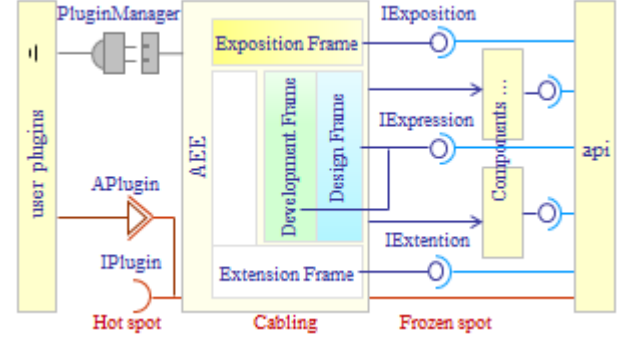 PluginManager
IExposition
Exposition Frame
user plugins
AEE
Development Frame
Design Frame
IExpression
Components ...
api
APlugin
IPlugin
IExtention
Extension Frame
Hot spot
Cabling
Frozen spot